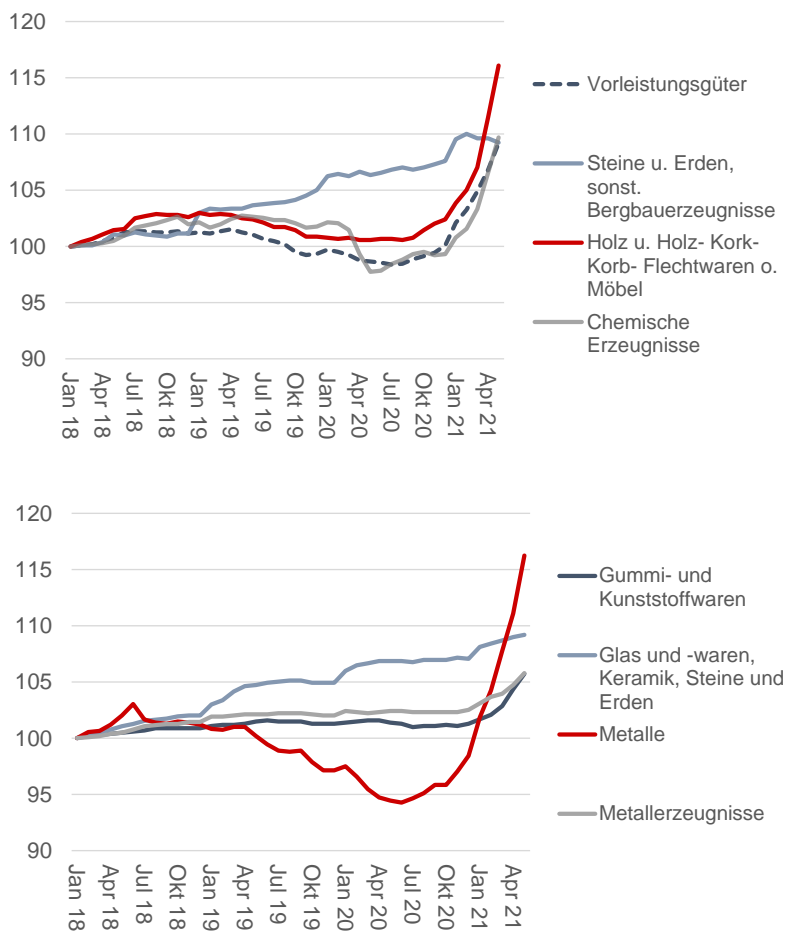 120
115
110
105
100
95
90
Jan 18
Apr 18
Jul 18
Okt 18
Jan 19
Apr 19
Jul 19
Okt 19
Jan 20
Apr 20
Jul 20
Okt 20
Jan 21
Apr 21
Vorleistungsgüter
Steine u. Erden,
sonst.
Bergbauerzeugnisse
Holz u. Holz- Kork-
Korb- Flechtwaren o.
Möbel
Chemische
Erzeugnisse
120
115
110
105
100
95
90
Jan 18
Apr 18
Jul 18
Okt 18
Jan 19
Apr 19
Jul 19
Okt 19
Jan 20
Apr 20
Jul 20
Okt 20
Jan 21
Apr 21
Gummi- und
Kunststoffwaren
Glas und -waren,
Keramik, Steine und
Erden
Metalle
Metallerzeugnisse